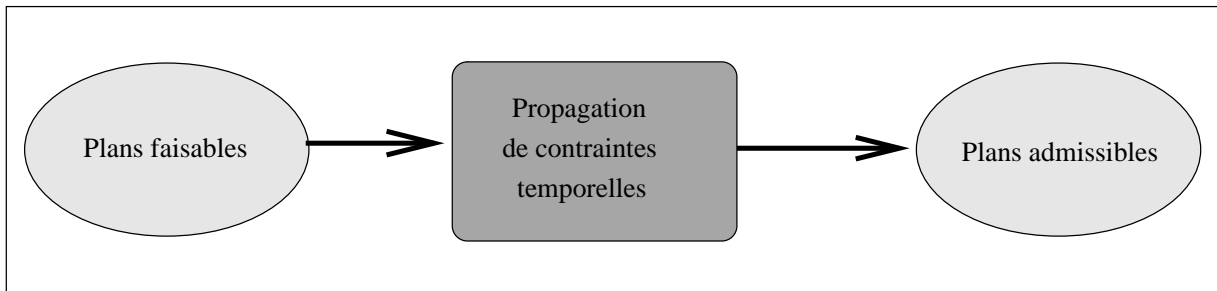 Plans faisables
Propagation
de contraintes
temporelles
Plans admissibles